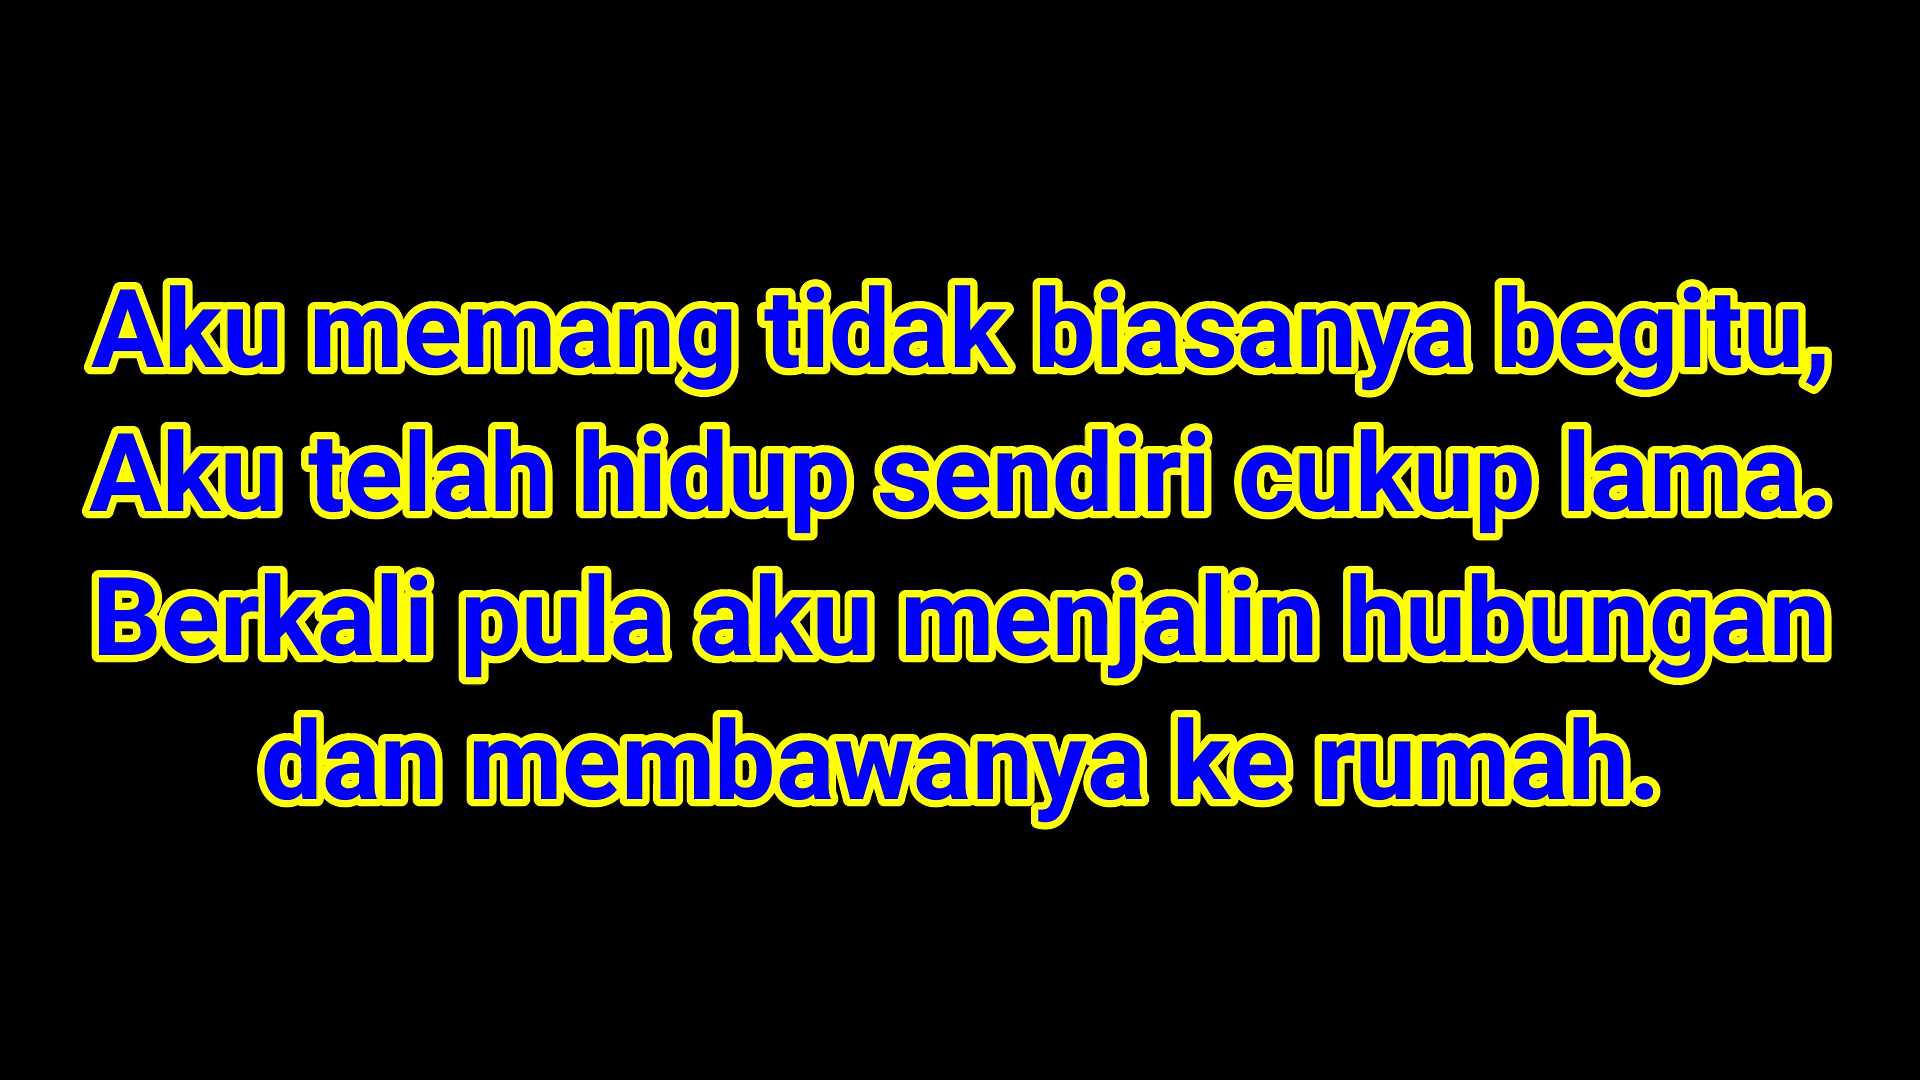 Aku memang tidak biasanya begitu,
Aku telah hidup sendiri cukup lama.
Berkali pula aku menjalin hubungan
dan membawanya ke rumah.